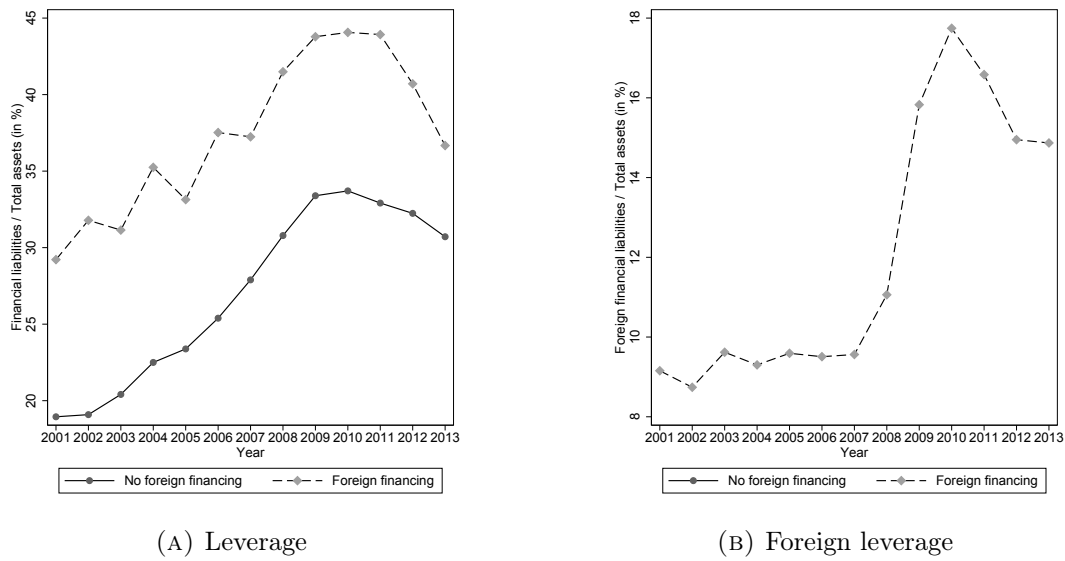 Financial liabilities / Total assets (in %)
45
40
35
30
25
20
2001 2002 2003 2004 2005 2006 2007 2008 2009 2010 2011 2012 2013
Year
No foreign financing Foreign financing
(A) Leverage
Foreign financial liabilities / Total assets (in %)
18
16
14
12
10
8
2001 2002 2003 2004 2005 2006 2007 2008 2009 2010 2011 2012 2013
Year
No foreign financing Foreign financing
(B) Foreign leverage